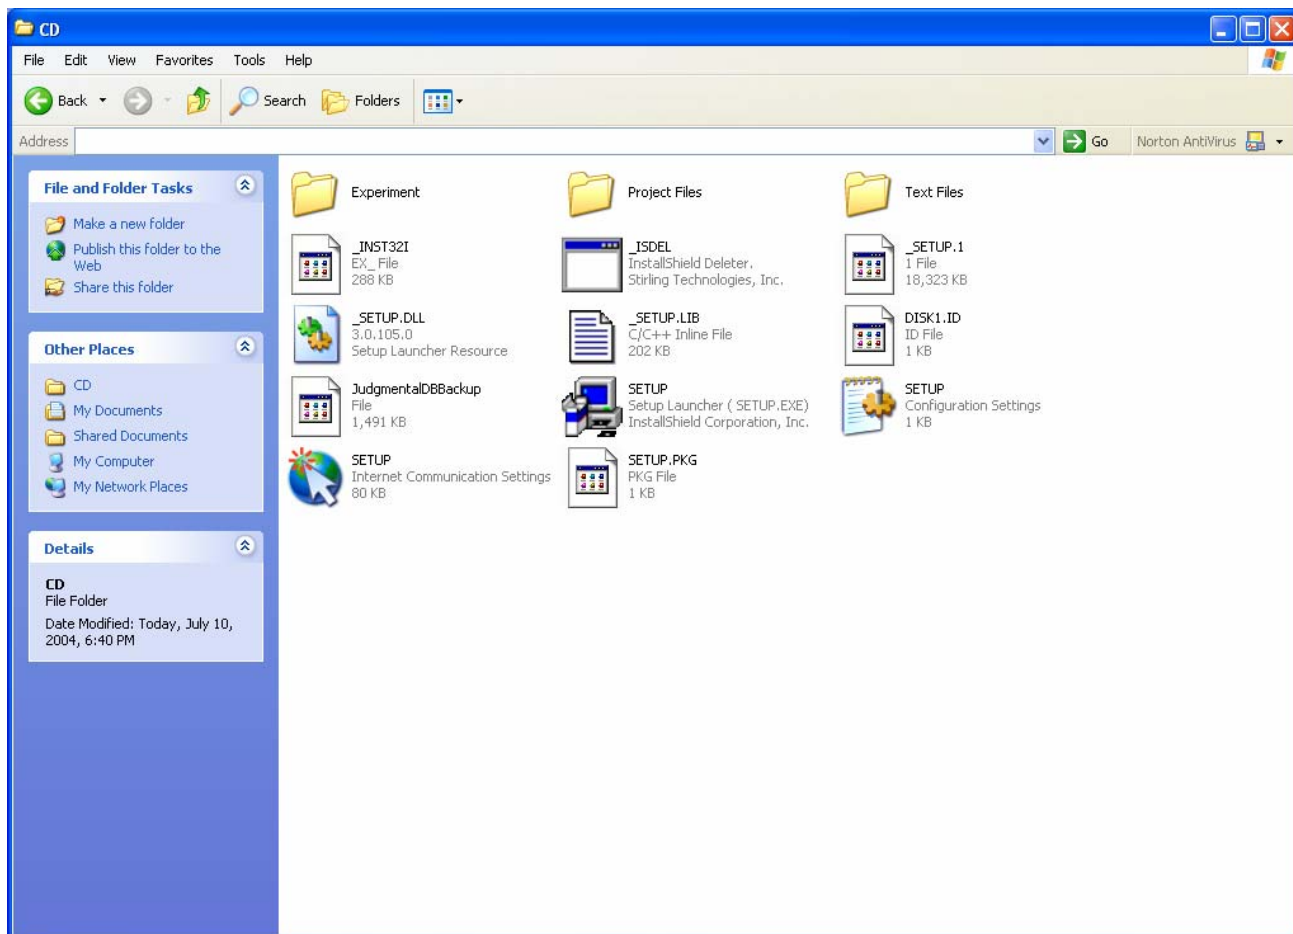 CD
File Edit View Favorites Tools Help
Back Search Folders
Address Go Norton AntiVirus
File and Folder Tasks
Make a new folder
Publish this folder to the
Web
Share this folder
Other Places
CD
My Documents
Shared Documents
My Computer
My Network Places
Details
CD
File Folder
Date Modified: Today, July 10,
2004, 6:40 PM
Experiment
Project Files
Text Files
_INST32I
EX_ File
288 KB
_ISDEL
InstallShield Deleter.
Stirling Technologies, Inc.
_SETUP.1
1 File
18,323 KB
_SETUP.DLL
3.0.105.0
Setup Launcher Resource
_SETUP.LIB
C/C++ Inline File
202 KB
DISK1.ID
ID File
1 KB
JudgmentalDBBackup
File
1,491 KB
SETUP
Setup Launcher ( SETUP.EXE)
InstallShield Corporation, Inc.
SETUP
Configuration Settings
1 KB
SETUP
Internet Communication Settings
80 KB
SETUP.PKG
PKG File
1 KB